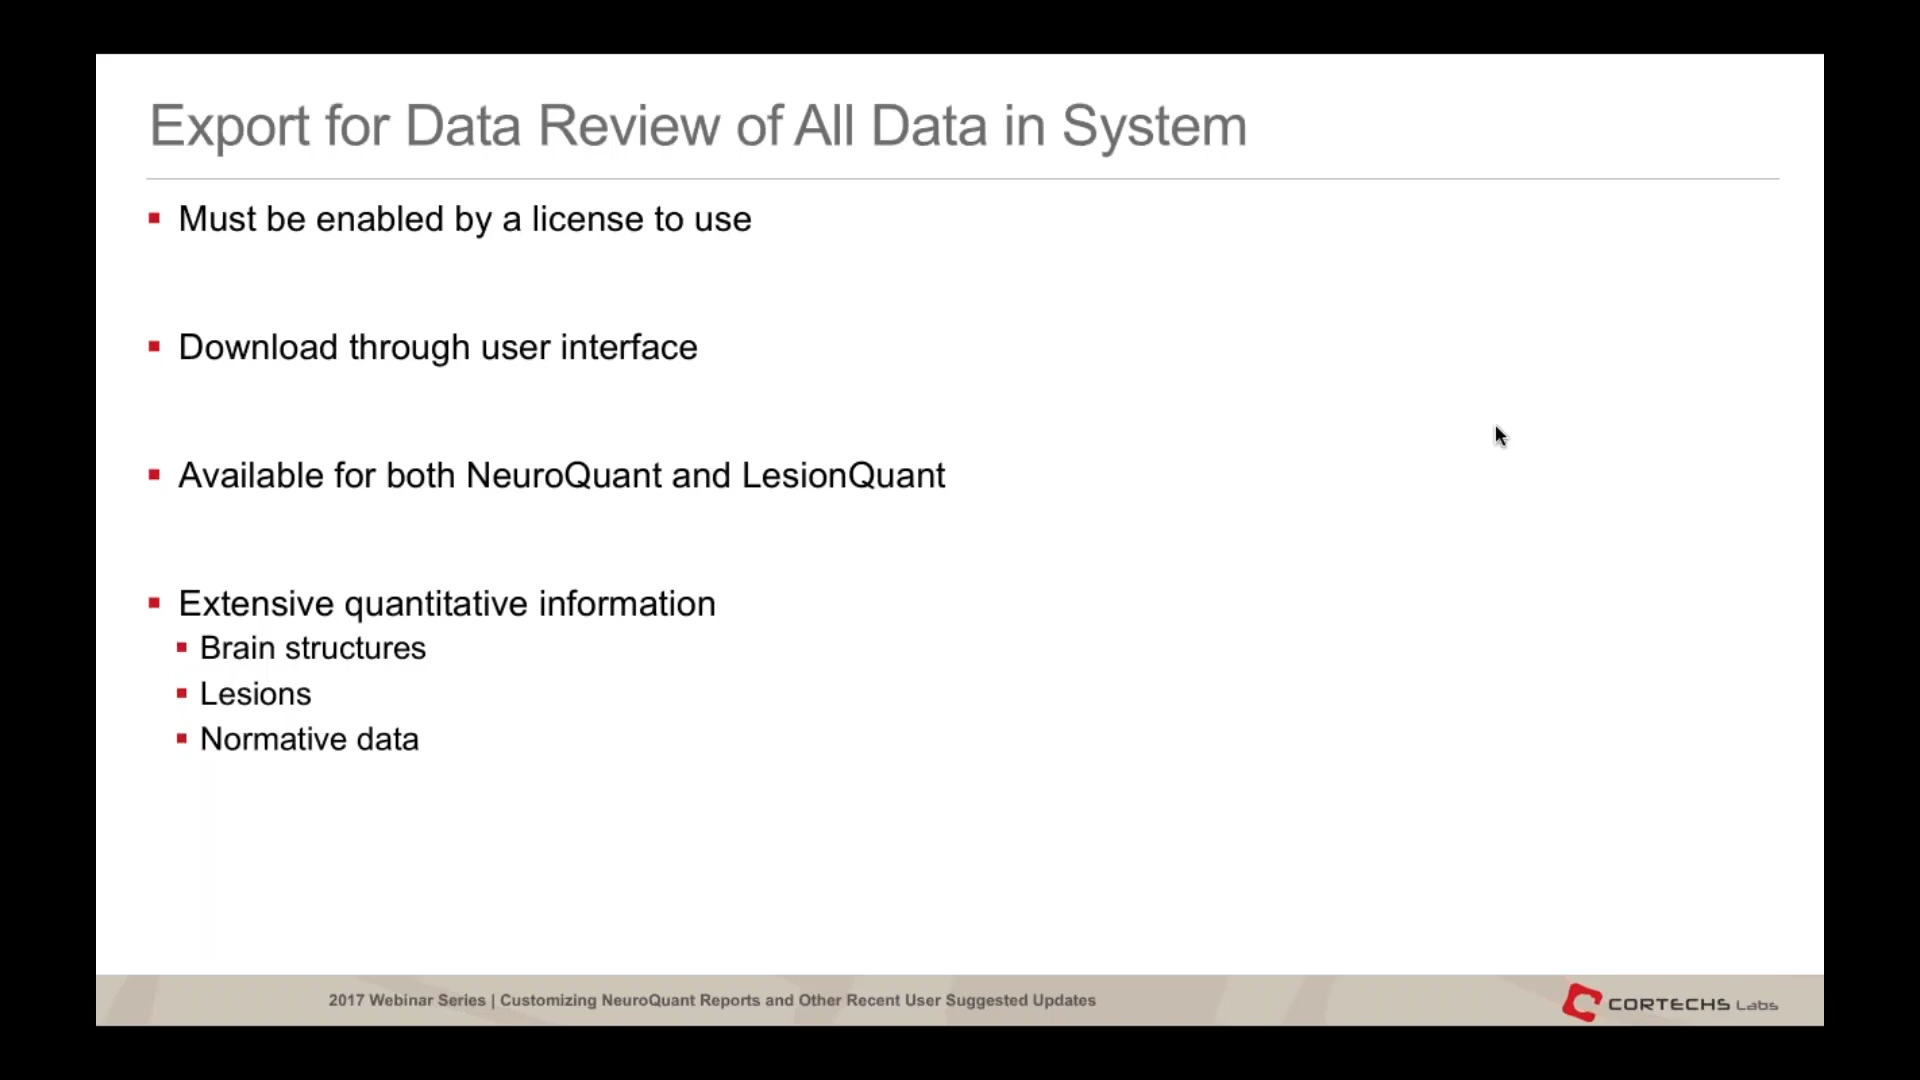 Export for Data Review of All Data in System
Must be enabled by a license to use
Download through user interface
Available for both NeuroQuant and LesionQuant
Extensive quantitative information
Brain structures
Lesions
Normative data
2017 Webinar Series | Customizing NeuroQuant Reports and Other Recent User Suggested Updates
CORTECHS Labs